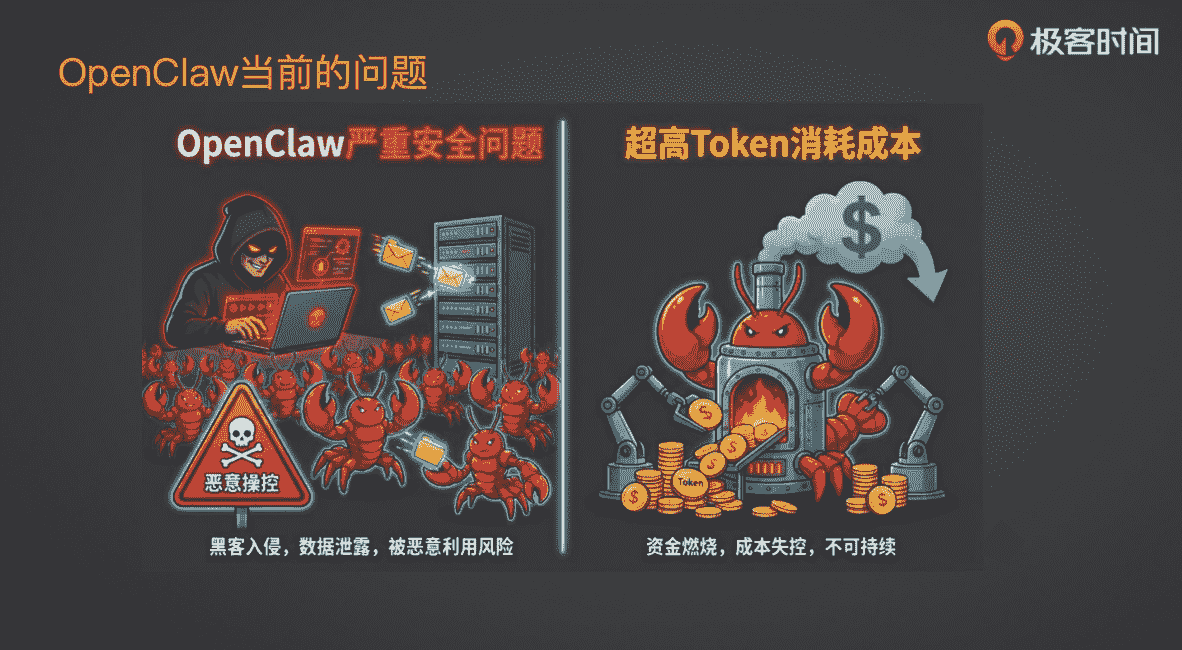 极客时间
OpenClaw当前的问题
OpenClaw严重安全问题
恶意操控
黑客入侵，数据泄露，被恶意利用风险
超高Token消耗成本
$
$
$
$
Token
$
$
资金燃烧，成本失控，不可持续